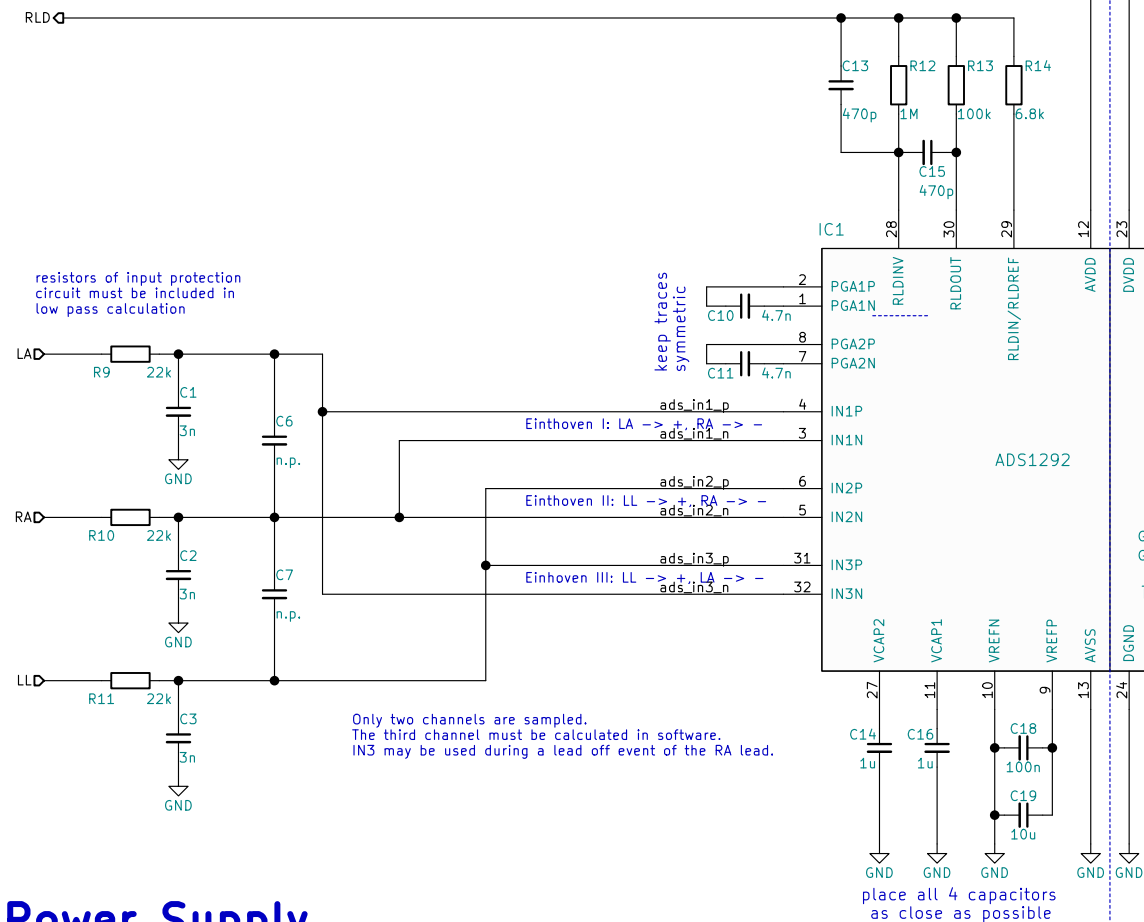 RLD
C13 R12 R13 R14
470p 1M 100k 6.8k
C15
470p
IC1
28 30 29 12 23
RLDINV RLDOUT RLDIN/RLDREF AVDD DVDD
resistors of input protection
circuit must be included in
low pass calculation
keep traces
symmetric
2 PGA1P
1 PGA1N
C10 4.7n
8 PGA2P
7 PGA2N
C11 4.7n
LA
R9 22k
C1
3n
GND
C6
n.p.
ads_in1_p 4 IN1P
Einthoven I: LA -> +, RA -> -
ads_in1_n 3 IN1N
ADS1292
ads_in2_p 6 IN2P
Einthoven II: LL -> +, RA -> -
ads_in2_n 5 IN2N
RA
R10 22k
C2
3n
GND
C7
n.p.
ads_in3_p 31 IN3P
Einhoven III: LL -> +, LA -> -
ads_in3_n 32 IN3N
VCAP2 VCAP1 VREFN VREFP AVSS DGND
27 11 10 9 13 24
LL
R11 22k
C3
3n
GND
Only two channels are sampled.
The third channel must be calculated in software.
IN3 may be used during a lead off event of the RA lead.
C14 C16 C18
1u 1u 100n
C19
10u
GND GND GND GND GND
place all 4 capacitors
as close as possible
Power Supply